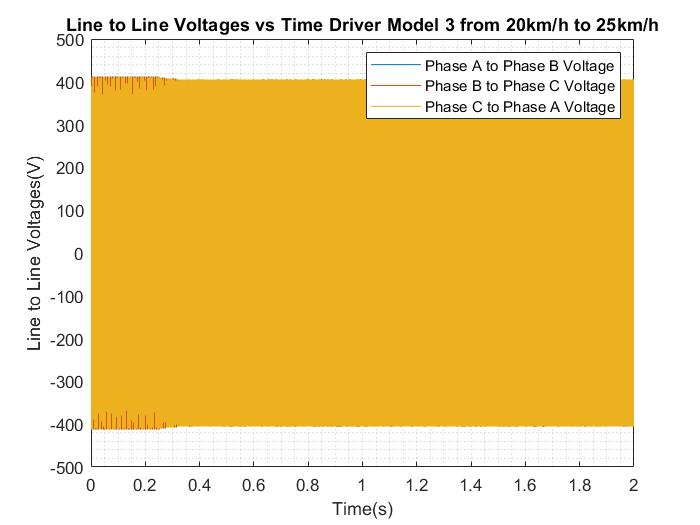 Line to Line Voltages vs Time Driver Model 3 from 20km/h to 25km/h
500
400
300
200
100
0
-100
-200
-300
-400
-500
Line to Line Voltages(V)
Phase A to Phase B Voltage
Phase B to Phase C Voltage
Phase C to Phase A Voltage
0 0.2 0.4 0.6 0.8 1 1.2 1.4 1.6 1.8 2
Time(s)